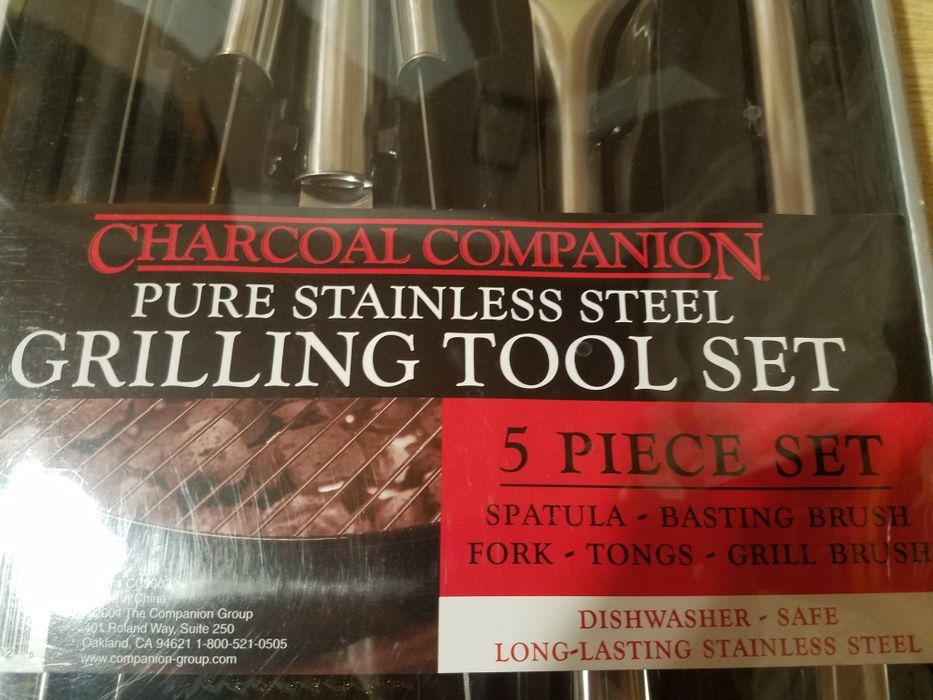 CHARCOAL COMPANION
PURE STAINLESS STEEL
GRILLING TOOL SET
5 PIECE SET
SPATULA - BASTING BRUSH
FORK - TONGS - GRILL BRUSH
DISHWASHER - SAFE
LONG-LASTING STAINLESS STEEL
China
The Companion Group
Roland Way, Suite 250
Oakland, CA 94621 1-800-521-0505
www.companion-group.com